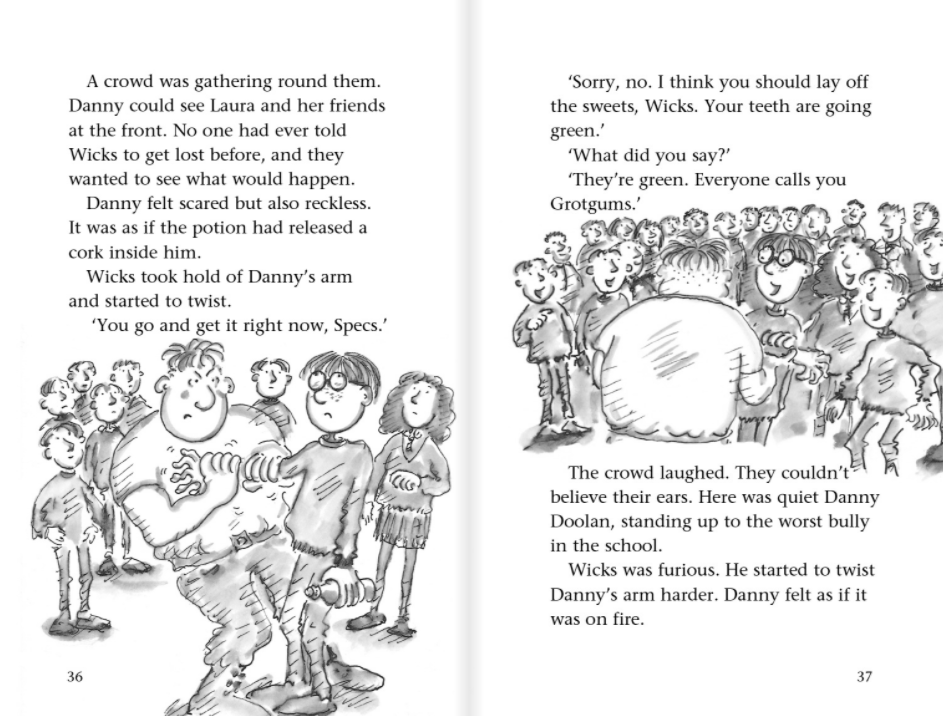 A crowd was gathering round them.
Danny could see Laura and her friends
at the front. No one had ever told
Wicks to get lost before, and they
wanted to see what would happen.
Danny felt scared but also reckless.
It was as if the potion had released a
cork inside him.
Wicks took hold of Danny’s arm
and started to twist.
‘You go and get it right now, Specs.’
36
‘Sorry, no. I think you should lay off
the sweets, Wicks. Your teeth are going
green.’
‘What did you say?’
‘They’re green. Everyone calls you
Grotgums.’
The crowd laughed. They couldn’t
believe their ears. Here was quiet Danny
Doolan, standing up to the worst bully
in the school.
Wicks was furious. He started to twist
Danny’s arm harder. Danny felt as if it
was on fire.
37